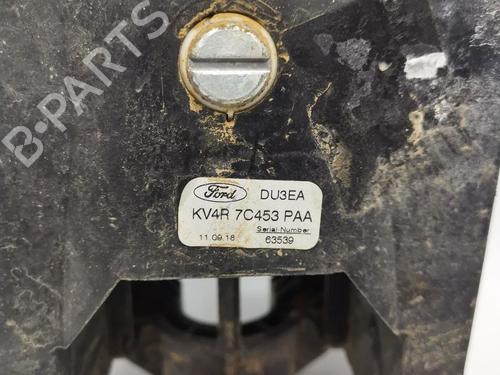 B-PARTS
Ford DU3EA
KV4R 7C453 PAA
Serial-Number
11.09.18 63539